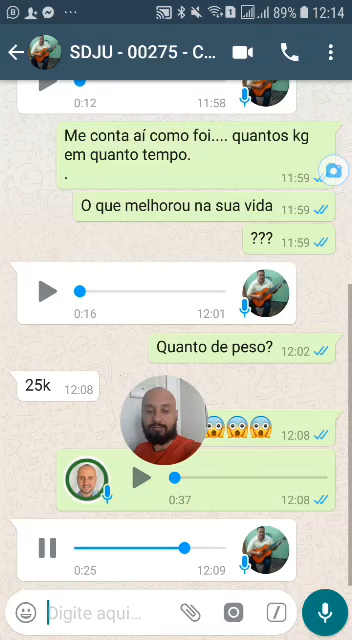 89% 12:14
SDJU - 00275 - C...
0:12 11:58
Me conta aí como foi.... quantos kg
em quanto tempo.
.
11:59
O que melhorou na sua vida 11:59
??? 11:59
0:16 12:01
Quanto de peso? 12:02
25k 12:08
12:08
0:37 12:08
0:25 12:09
Digite aqui...